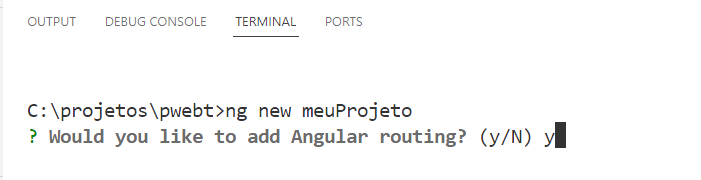 OUTPUT DEBUG CONSOLE TERMINAL PORTS
C:\projetos\pwebt>ng new meuProjeto
? Would you like to add Angular routing? (y/N) y